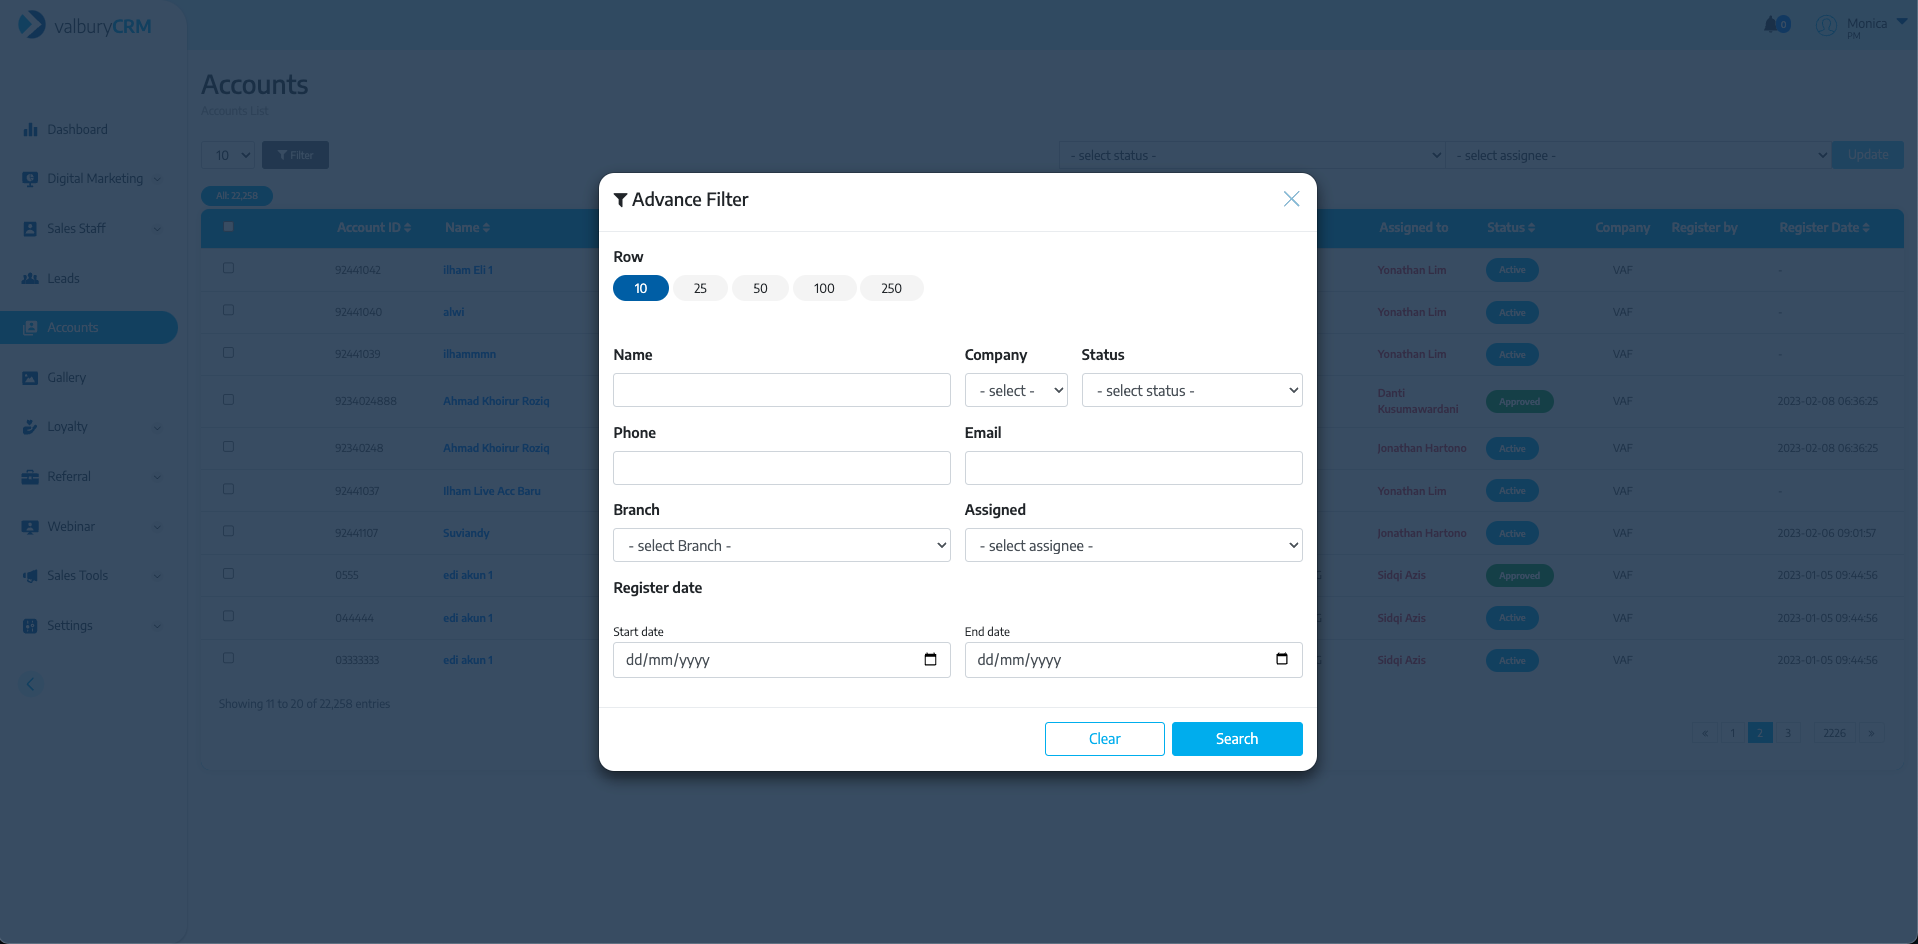 valburyCRM
0
Monica
PM
Accounts
Accounts List
Dashboard
Digital Marketing
Sales Staff
Leads
Accounts
Gallery
Loyalty
Referral
Webinar
Sales Tools
Settings
10
Filter
- select status -
- select assignee -
Update
All: 22,258
Account ID
Name
Assigned to
Status
Company
Register by
Register Date
92441042
ilham Eli 1
Yonathan Lim
Active
VAF
-
92441040
alwi
Yonathan Lim
Active
VAF
-
92441039
ilhammmn
Yonathan Lim
Active
VAF
-
9234024888
Ahmad Khoirur Roziq
Danti
Kusumawardani
Approved
VAF
2023-02-08 06:36:25
92340248
Ahmad Khoirur Roziq
Jonathan Hartono
Active
VAF
2023-02-08 06:36:25
92441037
Ilham Live Acc Baru
Yonathan Lim
Active
VAF
-
92441107
Suviandy
Jonathan Hartono
Active
VAF
2023-02-06 09:01:57
0555
edi akun 1
Sidqi Azis
Approved
VAF
2023-01-05 09:44:56
044444
edi akun 1
Sidqi Azis
Active
VAF
2023-01-05 09:44:56
03333333
edi akun 1
Sidqi Azis
Active
VAF
2023-01-05 09:44:56
Showing 11 to 20 of 22,258 entries
« 1 2 3 2226 »
Advance Filter
Row
10 25 50 100 250
Name
Company
Status
- select -
- select status -
Phone
Email
Branch
Assigned
- select Branch -
- select assignee -
Register date
Start date
End date
dd/mm/yyyy
dd/mm/yyyy
Clear
Search